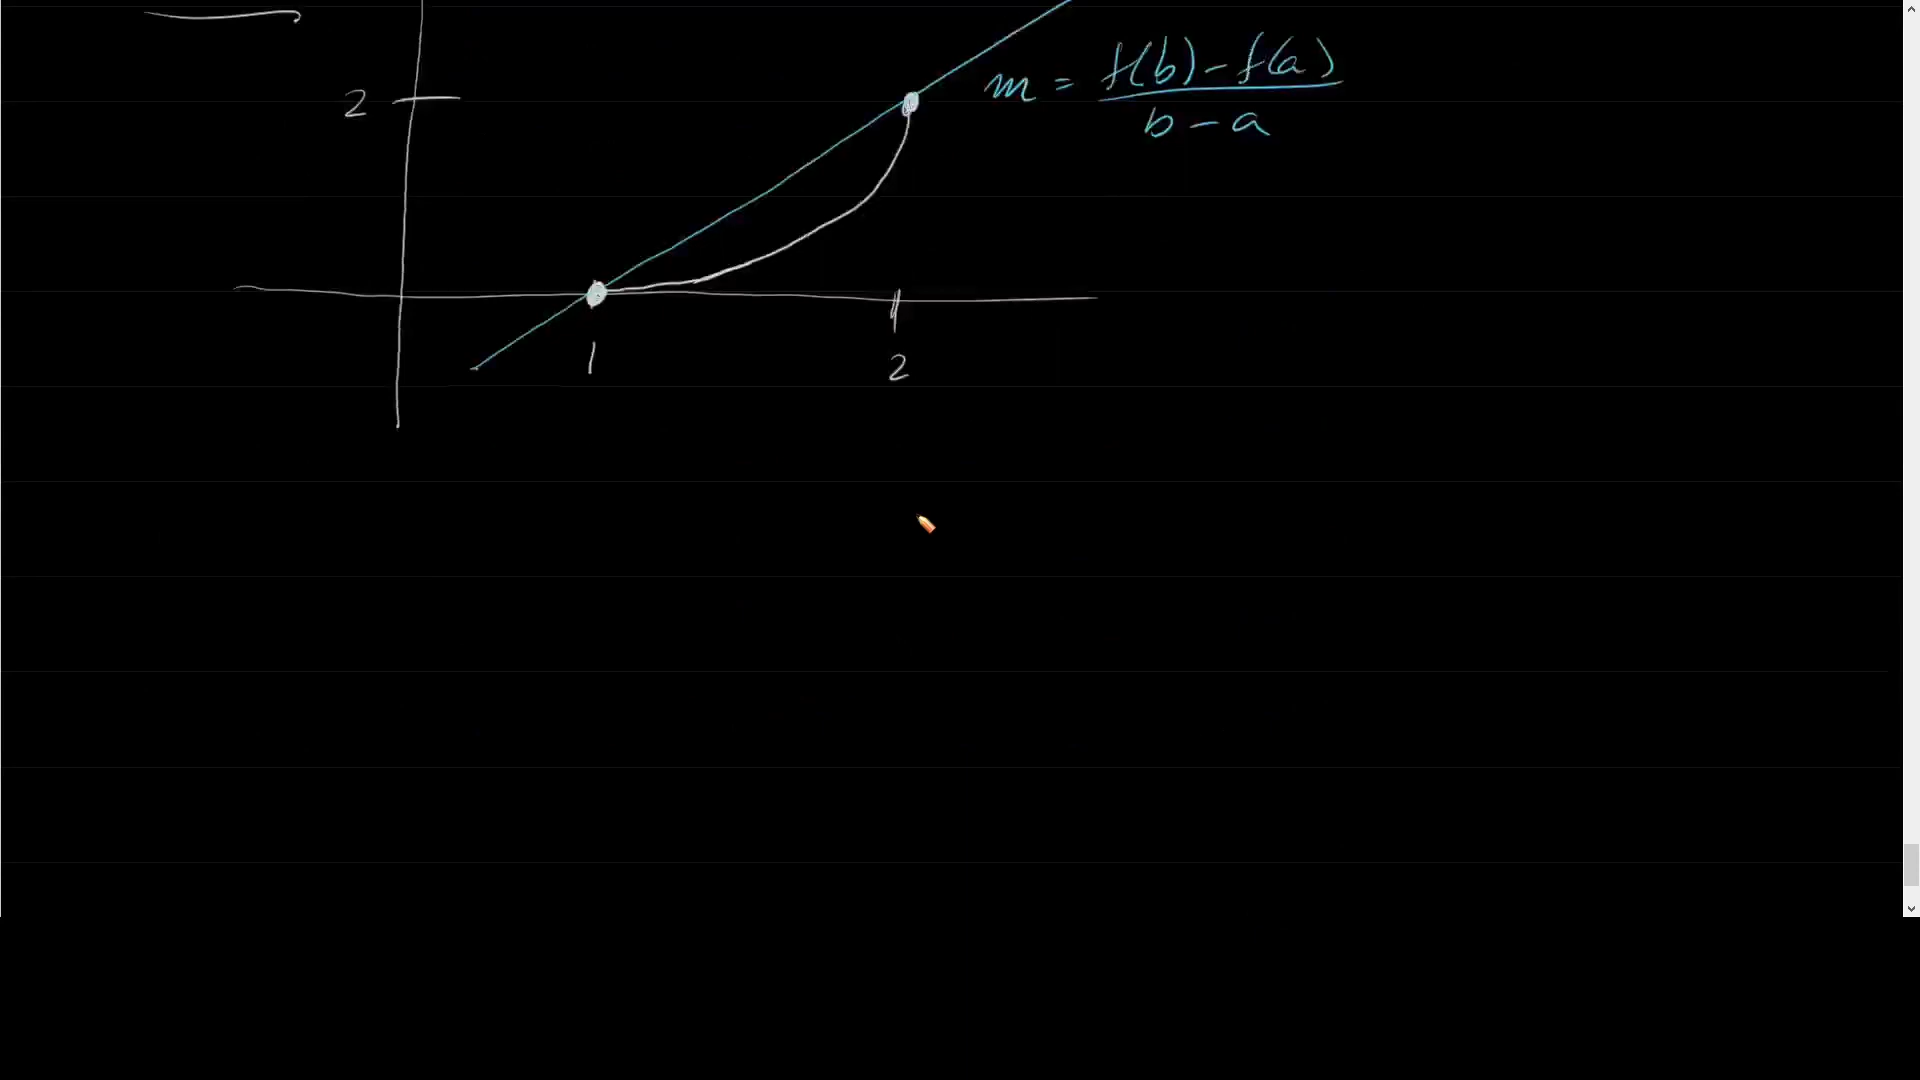 2
m = f(b) - f(a)
b - a
1
2